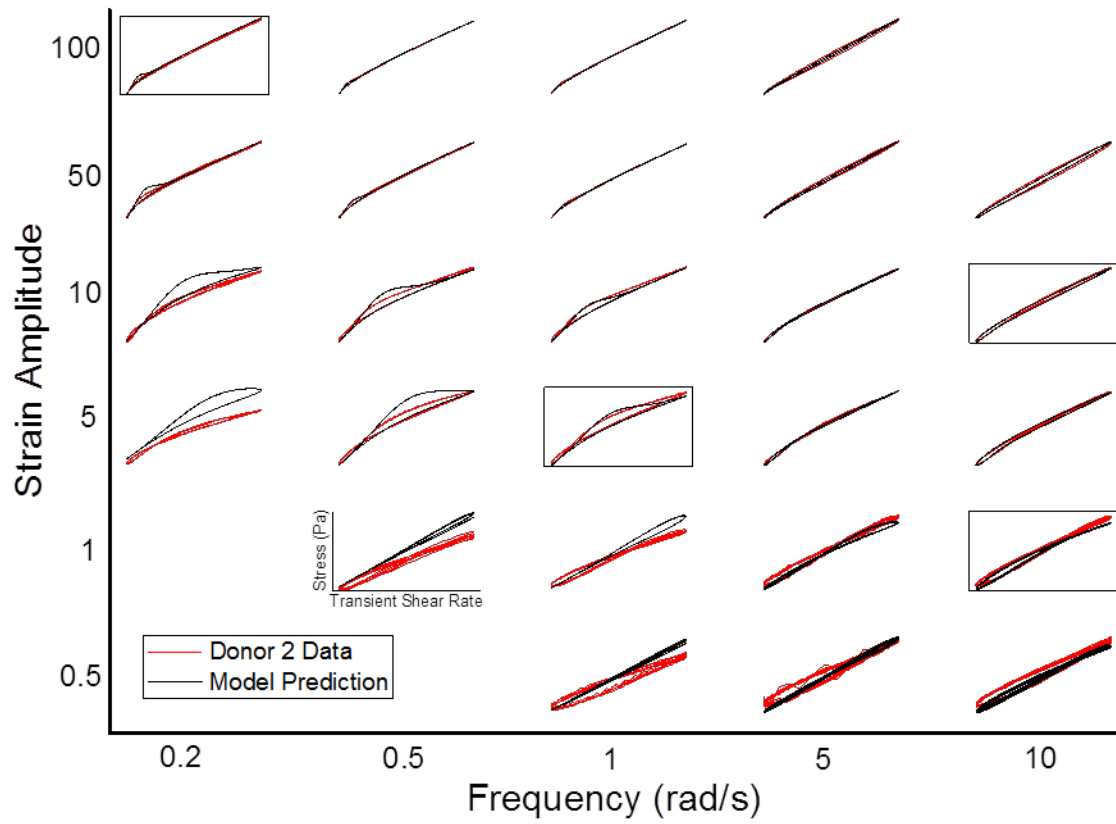 Strain Amplitude
100
50
10
5
1
0.5
Stress (Pa)
Transient Shear Rate
Donor 2 Data
Model Prediction
0.2
0.5
1
5
10
Frequency (rad/s)